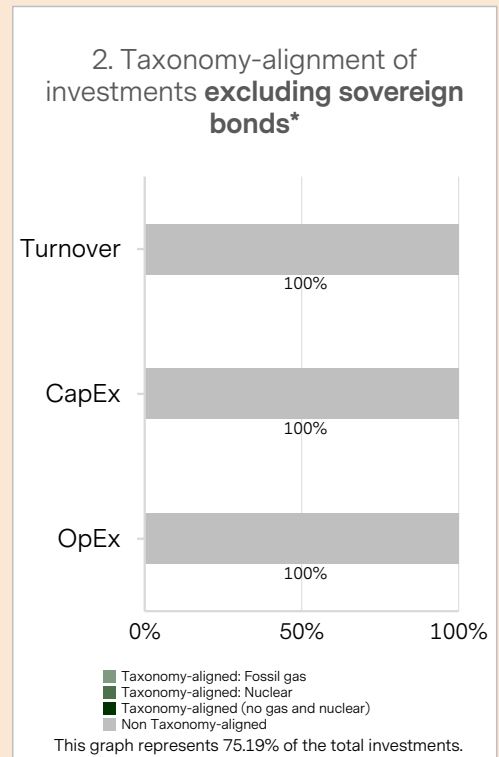 2. Taxonomy-alignment of
investments excluding sovereign
bonds*
Turnover
100%
CapEx
100%
OpEx
100%
0% 50% 100%
Taxonomy-aligned: Fossil gas
Taxonomy-aligned: Nuclear
Taxonomy-aligned (no gas and nuclear)
Non Taxonomy-aligned
This graph represents 75.19% of the total investments.